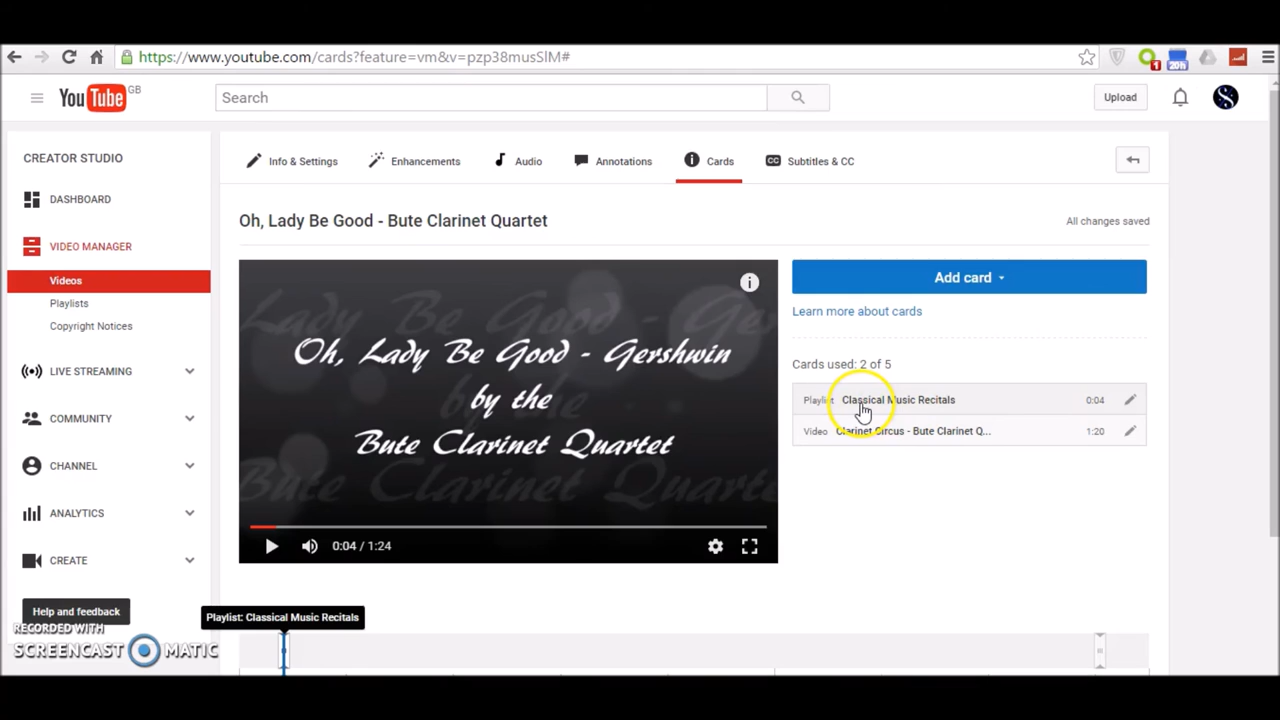 https://www.youtube.com/cards?feature=vm&v=pzp38musSlM#
1
20h
YouTube GB
Search
Upload
CREATOR STUDIO
DASHBOARD
VIDEO MANAGER
Videos
Playlists
Copyright Notices
LIVE STREAMING
COMMUNITY
CHANNEL
ANALYTICS
CREATE
Help and feedback
Info & Settings
Enhancements
Audio
Annotations
Cards
CC Subtitles & CC
Oh, Lady Be Good - Bute Clarinet Quartet
All changes saved
Oh, Lady Be Good - Gershwin
by the
Bute Clarinet Quartet
0:04 / 1:24
Add card
Learn more about cards
Cards used: 2 of 5
Playlist Classical Music Recitals 0:04
Video Clarinet Circus - Bute Clarinet Q... 1:20
Playlist: Classical Music Recitals
RECORDED WITH
SCREENCAST MATIC